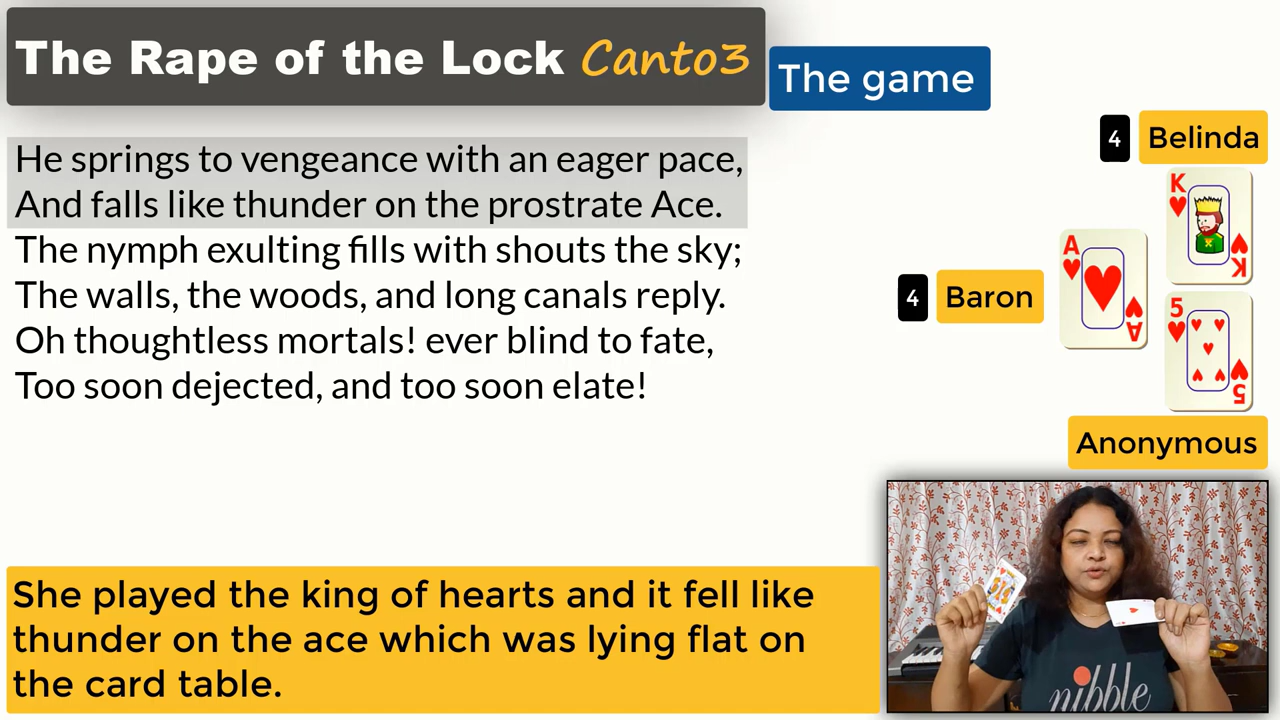 The Rape of the Lock Canto3
The game
He springs to vengeance with an eager pace,
And falls like thunder on the prostrate Ace.
The nymph exulting fills with shouts the sky;
The walls, the woods, and long canals reply.
Oh thoughtless mortals! ever blind to fate,
Too soon dejected, and too soon elate!
4 Belinda
K
K
4 Baron
A
A
5
5
Anonymous
She played the king of hearts and it fell like
thunder on the ace which was lying flat on
the card table.
nibble